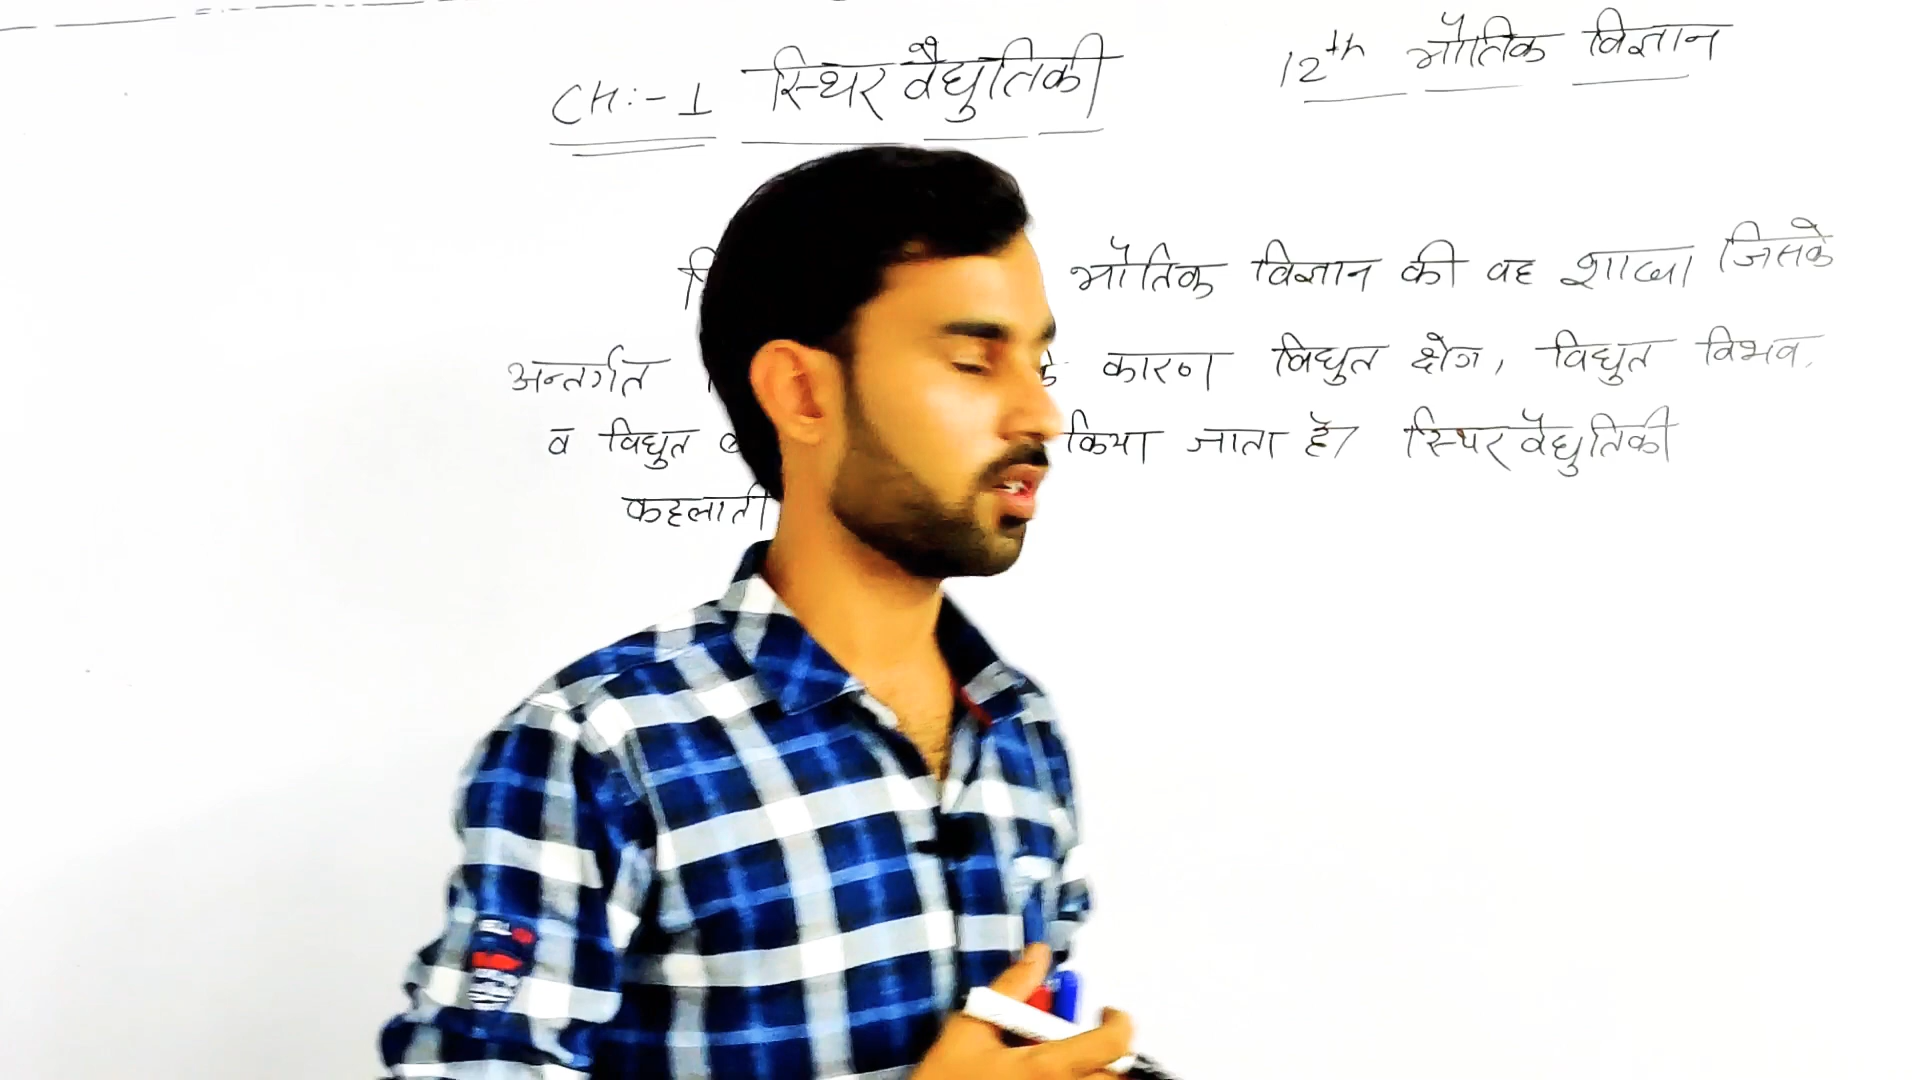 CH:- 1 स्थिर वैद्युतिकी
12th भौतिक विज्ञान
भौतिक विज्ञान की वह शाखा जिसके
अन्तर्गत के कारण विद्युत क्षेत्र, विद्युत विभव,
व विद्युत किया जाता है। स्थिर वैद्युतिकी
कहलाती